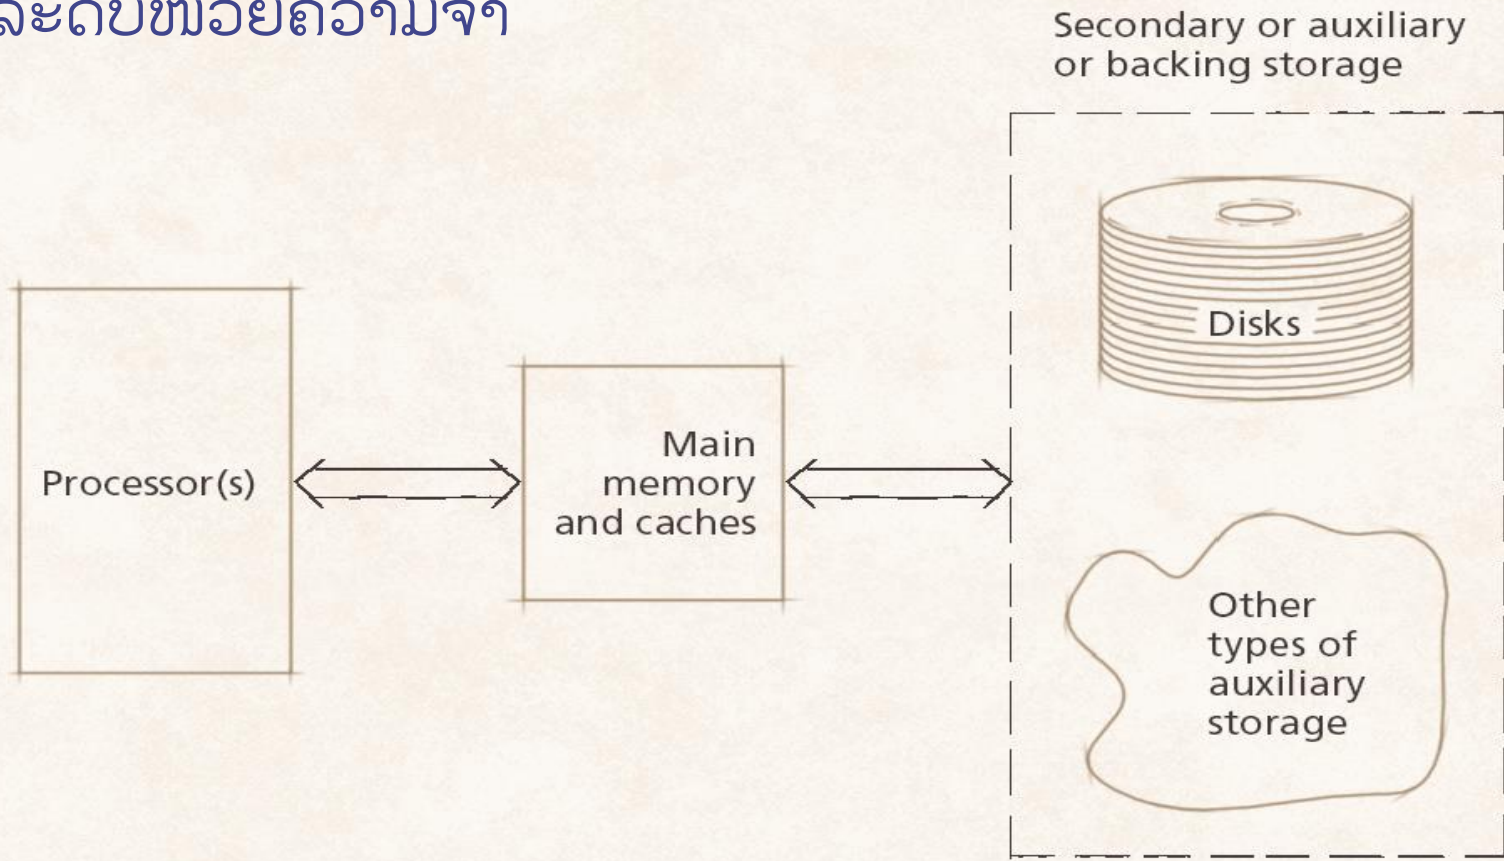 ລະດັບໜ່ວຍຄວາມຈຳ
Secondary or auxiliary
or backing storage
Disks
Processor(s)
Main
memory
and caches
Other
types of
auxiliary
storage